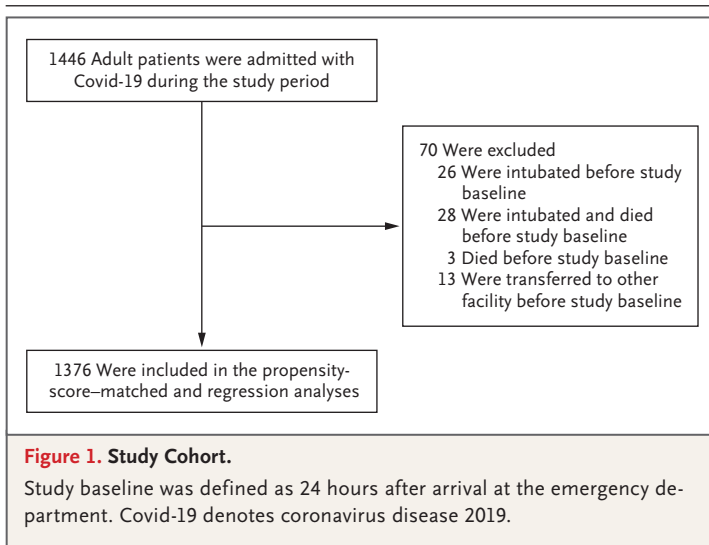 1446 Adult patients were admitted with
Covid-19 during the study period
70 Were excluded
26 Were intubated before study
baseline
28 Were intubated and died
before study baseline
3 Died before study baseline
13 Were transferred to other
facility before study baseline
1376 Were included in the propensity-
score–matched and regression analyses
Figure 1. Study Cohort.
Study baseline was defined as 24 hours after arrival at the emergency de-
partment. Covid-19 denotes coronavirus disease 2019.